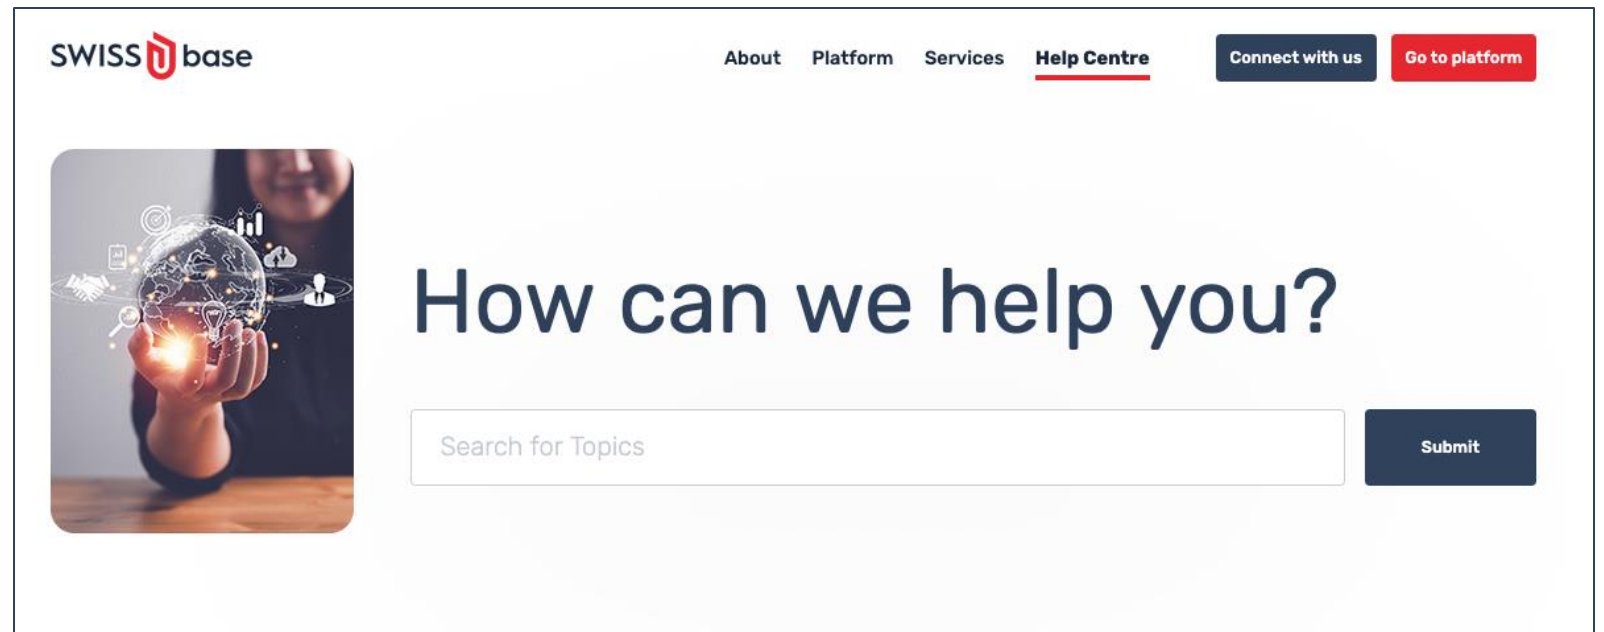 SWISS base
About Platform Services Help Centre Connect with us Go to platform
How can we help you?
Search for Topics Submit